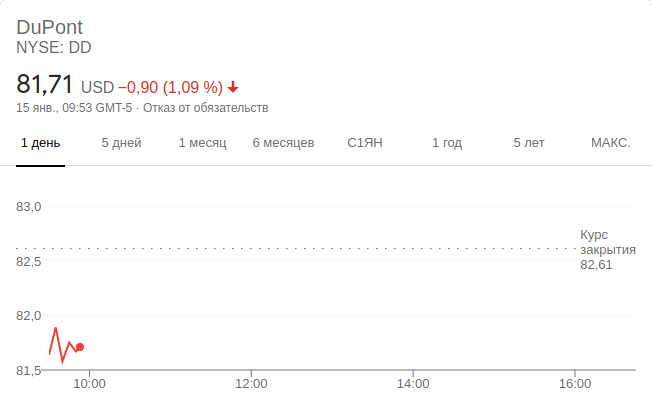 DuPont
NYSE: DD
81,71 USD −0,90 (1,09 %)
15 янв., 09:53 GMT-5 · Отказ от обязательств
1 день 5 дней 1 месяц 6 месяцев С1ЯН 1 год 5 лет МАКС.
83,0
Курс
закрытия
82,61
82,5
82,0
81,5
10:00 12:00 14:00 16:00